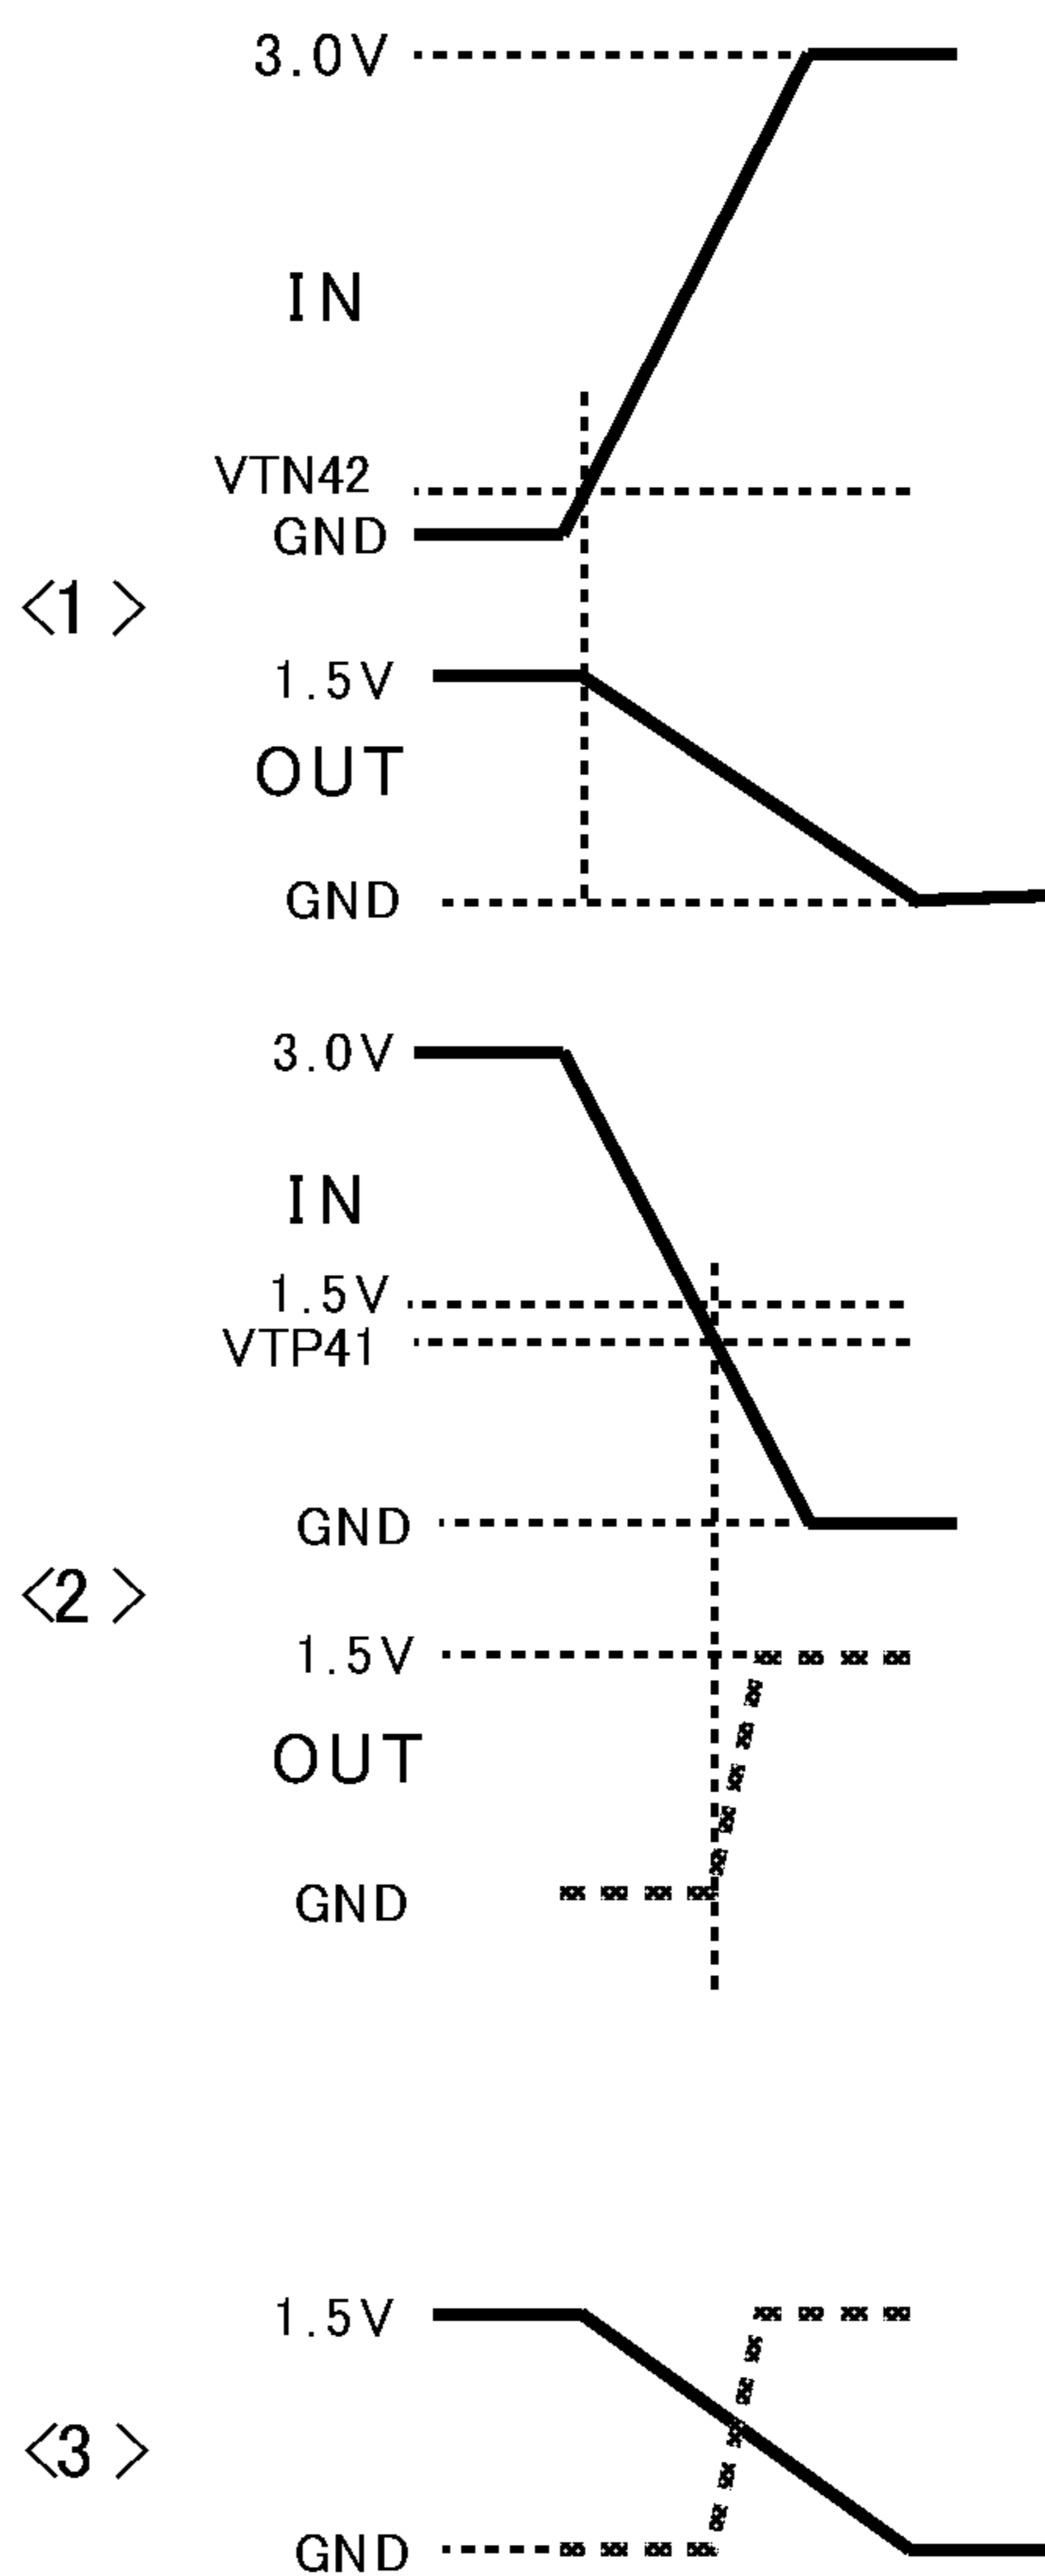 3.0V
IN
VTN42
GND
<1>
1.5V
OUT
GND
3.0V
IN
1.5V
VTP41
GND
<2>
1.5V
OUT
GND
1.5V
<3>
GND